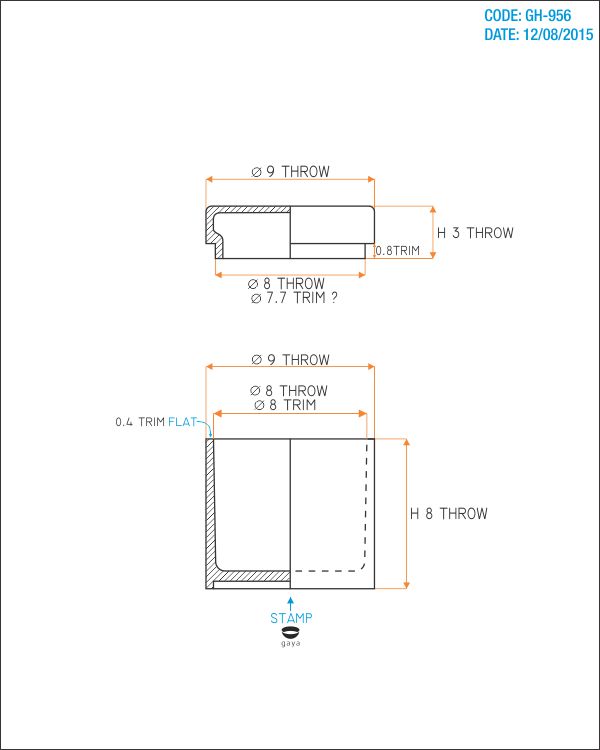 CODE: GH-956
DATE: 12/08/2015
⌀ 9 THROW
H 3 THROW
0.8TRIM
⌀ 8 THROW
⌀ 7.7 TRIM ?
⌀ 9 THROW
⌀ 8 THROW
⌀ 8 TRIM
0.4 TRIM FLAT
H 8 THROW
STAMP
gaya